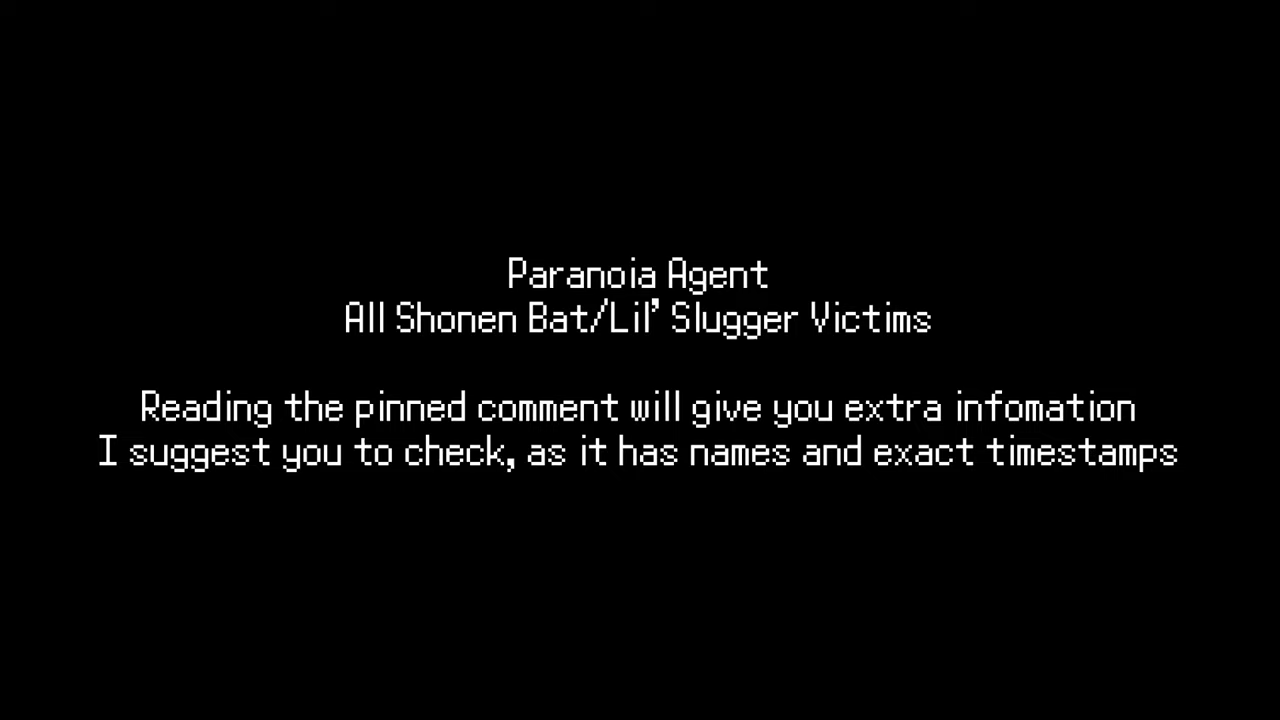 Paranoia Agent
All Shonen Bat/Lil' Slugger Victims
Reading the pinned comment will give you extra infomation
I suggest you to check, as it has names and exact timestamps